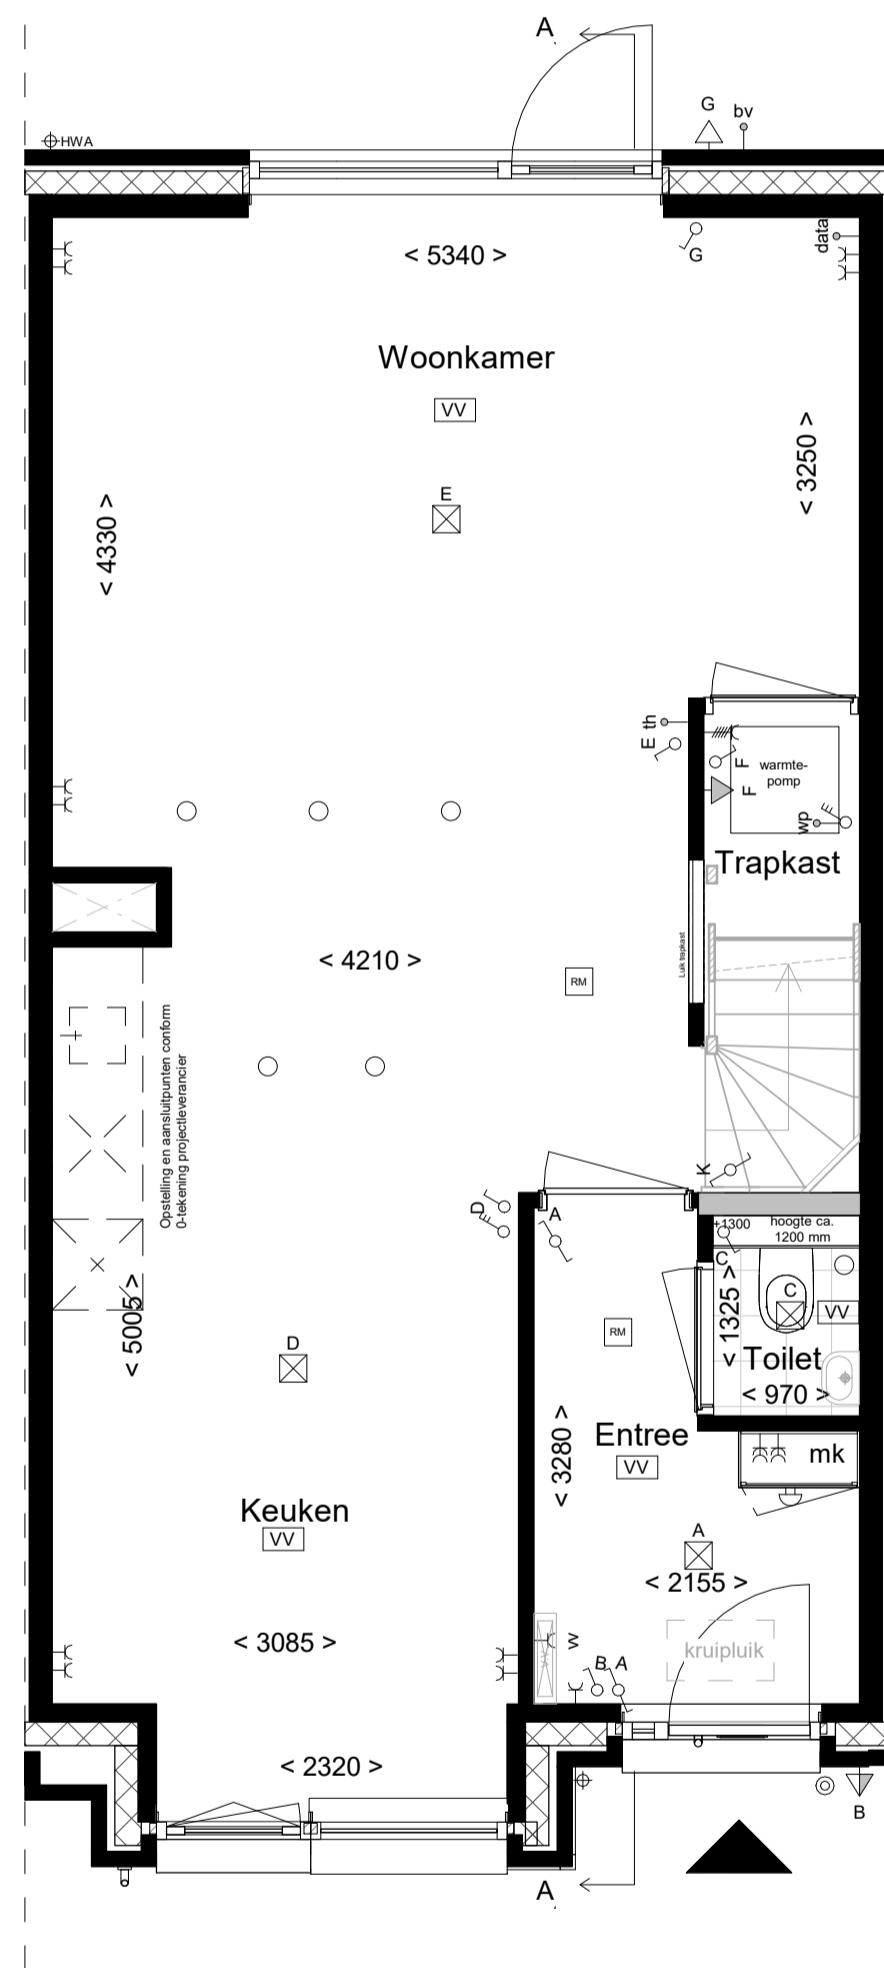 A
G
bv
HWA
data
< 5340 >
G
Woonkamer
VV
< 3250 >
E
< 4330 >
th
E
F
warmte-
pomp
F
wp
Trapkast
Luik trapkast
< 4210 >
RM
Opstelling en aansluitpunten conform
0-tekening projectleverancier
K
D
A
+1300
hoogte ca.
1200 mm
C
< 1325 >
C
VV
< 5005 >
RM
D
Toilet
< 970 >
Entree
< 3280 >
mk
VV
Keuken
VV
A
< 2155 >
< 3085 >
W
kruipluik
B
A
< 2320 >
B
A